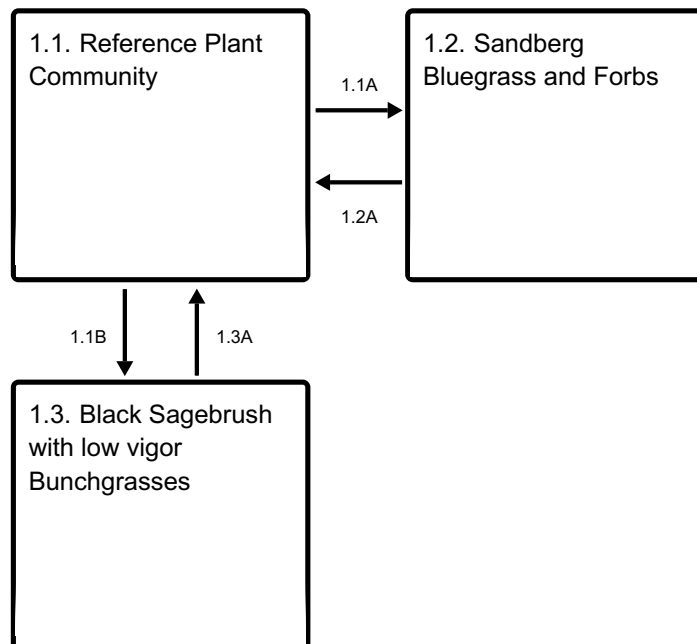 1.1. Reference Plant
Community
1.2. Sandberg
Bluegrass and Forbs
1.1A
1.2A
1.1B
1.3A
1.3. Black Sagebrush
with low vigor
Bunchgrasses